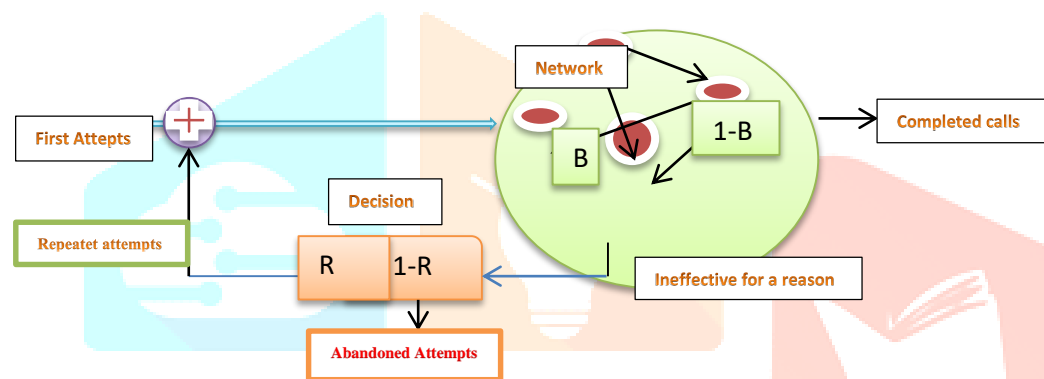 Network
First Attepts
B
1-B
Completed calls
Decision
Repeatet attempts
R
1-R
Ineffective for a reason
Abandoned Attempts